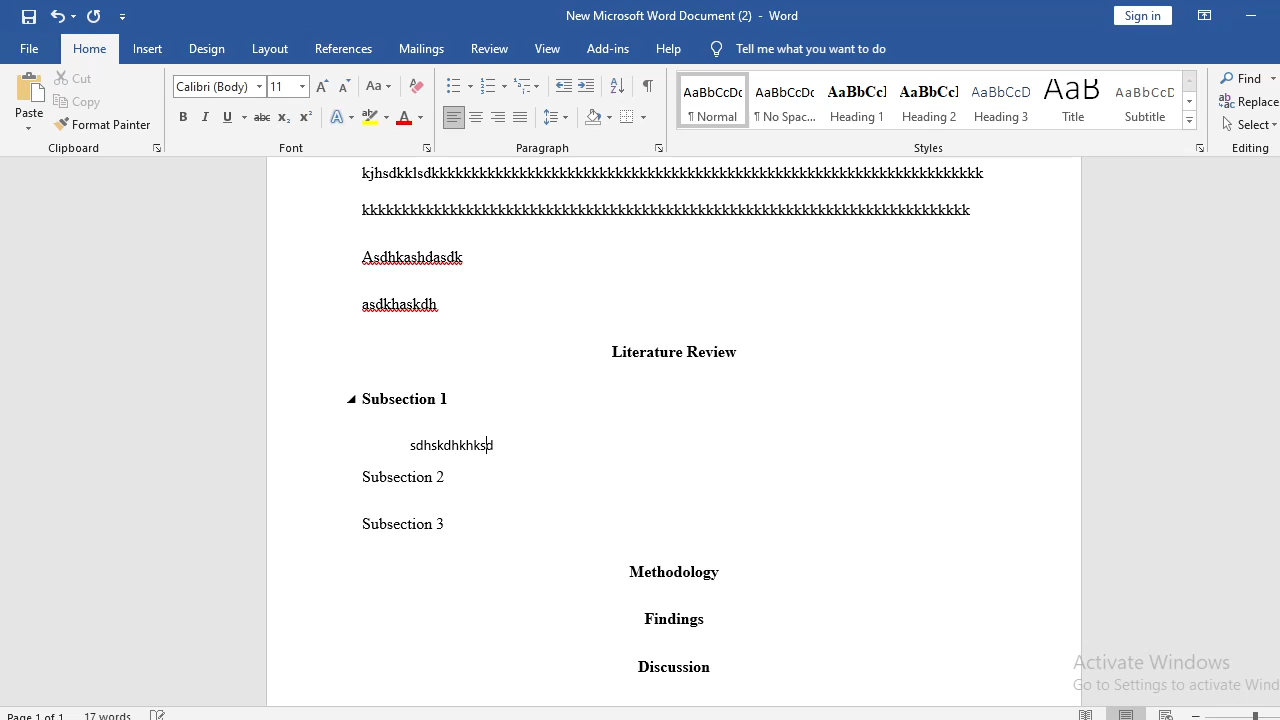 New Microsoft Word Document (2) - Word
Sign in
File Home Insert Design Layout References Mailings Review View Add-ins Help Tell me what you want to do
Paste
Cut
Copy
Format Painter
Clipboard
Calibri (Body) 11
Font
Paragraph
AaBbCcDc AaBbCcDc AaBbCcI AaBbCcI AaBbCcD AaB AaBbCcD
¶ Normal ¶ No Spac... Heading 1 Heading 2 Heading 3 Title Subtitle
Styles
Find
Replace
Select
Editing
Asdhkashdasdk
asdkhaskdh
Literature Review
Subsection 1
sdhskdhkhksd
Subsection 2
Subsection 3
Methodology
Findings
Discussion
Activate Windows
Go to Settings to activate Wind
Page 1 of 1 17 words